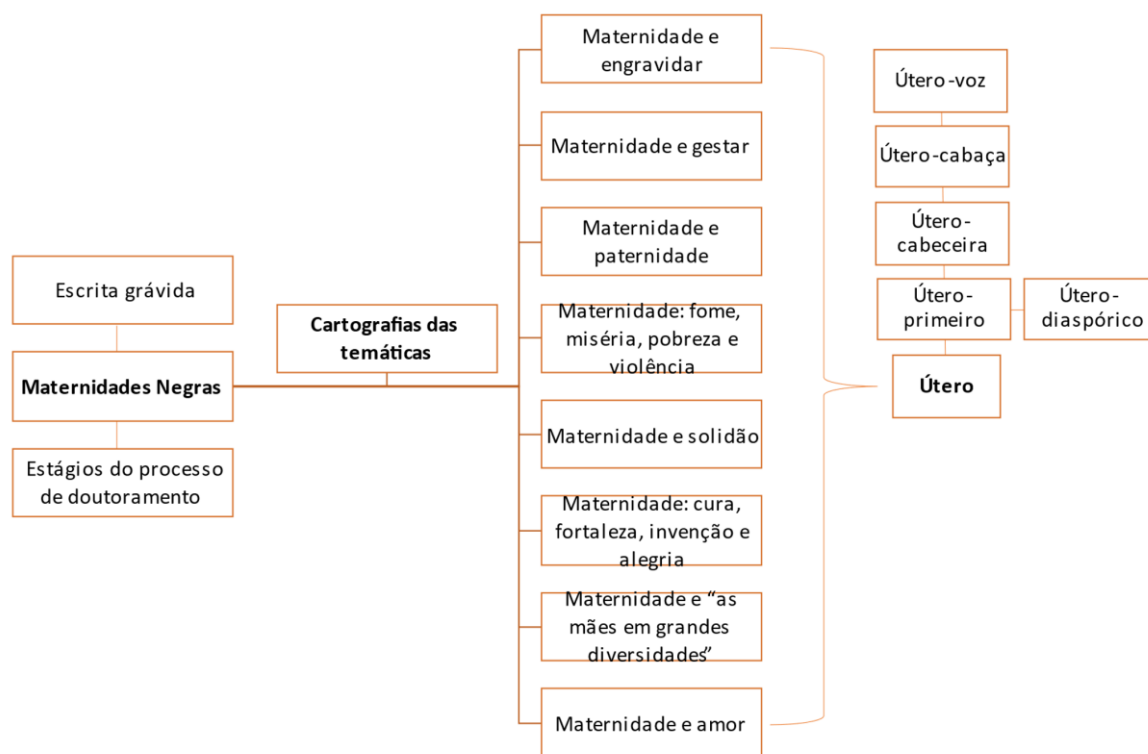 Escrita grávida
Maternidades Negras
Estágios do processo
de doutoramento
Cartografias das
temáticas
Maternidade e
engravidar
Maternidade e gestar
Maternidade e
paternidade
Maternidade: fome,
miséria, pobreza e
violência
Maternidade e solidão
Maternidade: cura,
fortaleza, invenção e
alegria
Maternidade e “as
mães em grandes
diversidades”
Maternidade e amor
Útero-voz
Útero-cabaça
Útero-
cabeceira
Útero-
primeiro
Útero-
diaspórico
Útero